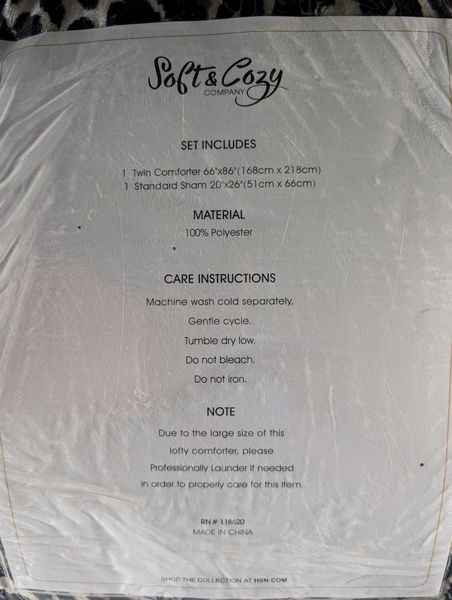 Soft & Cozy
COMPANY
SET INCLUDES
1 Twin Comforter 66"x86"(168cm x 218cm)
1 Standard Sham 20"x26"(51cm x 66cm)
MATERIAL
100% Polyester
CARE INSTRUCTIONS
Machine wash cold separately,
Gentle cycle.
Tumble dry low.
Do not bleach.
Do not iron.
NOTE
Due to the large size of this
lofty comforter, please
Professionally Launder if needed
in order to properly care for this item.
RN# 118620
MADE IN CHINA
SHOP THE COLLECTION AT HSN.COM